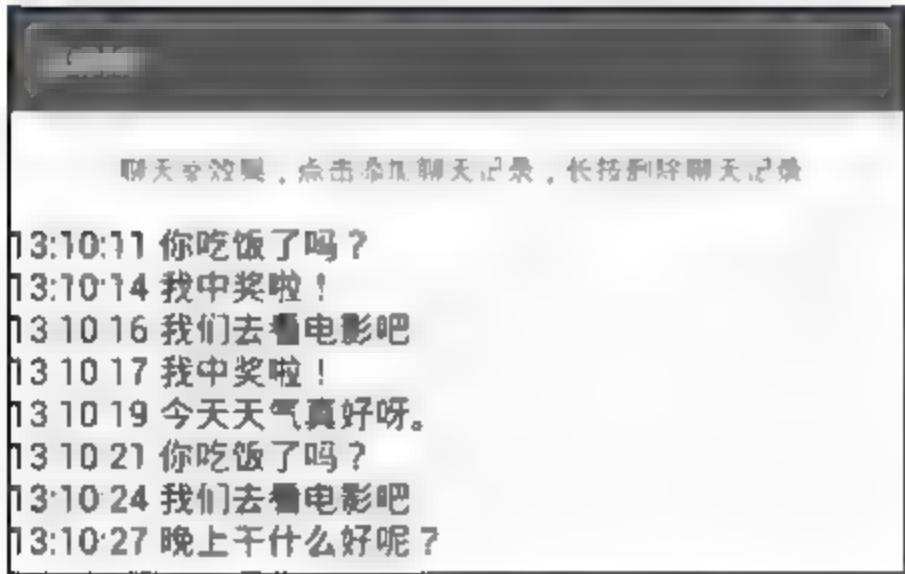 聊天室效果，点击添加聊天记录，长按删除聊天记录
13:10:11 你吃饭了吗？
13:10:14 我中奖啦！
13:10:16 我们去看电影吧
13:10:17 我中奖啦！
13:10:19 今天天气真好呀。
13:10:21 你吃饭了吗？
13:10:24 我们去看电影吧
13:10:27 晚上干什么好呢？